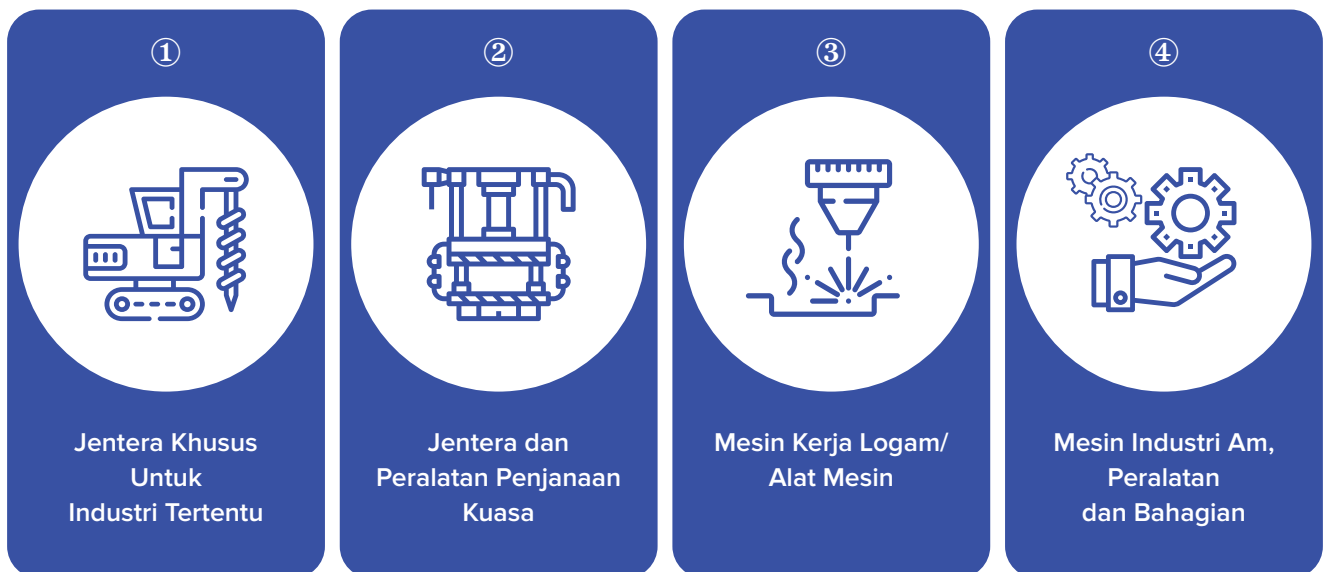 ①
Jentera Khusus
Untuk
Industri Tertentu
②
Jentera dan
Peralatan Penjanaan
Kuasa
③
Mesin Kerja Logam/
Alat Mesin
④
Mesin Industri Am,
Peralatan
dan Bahagian